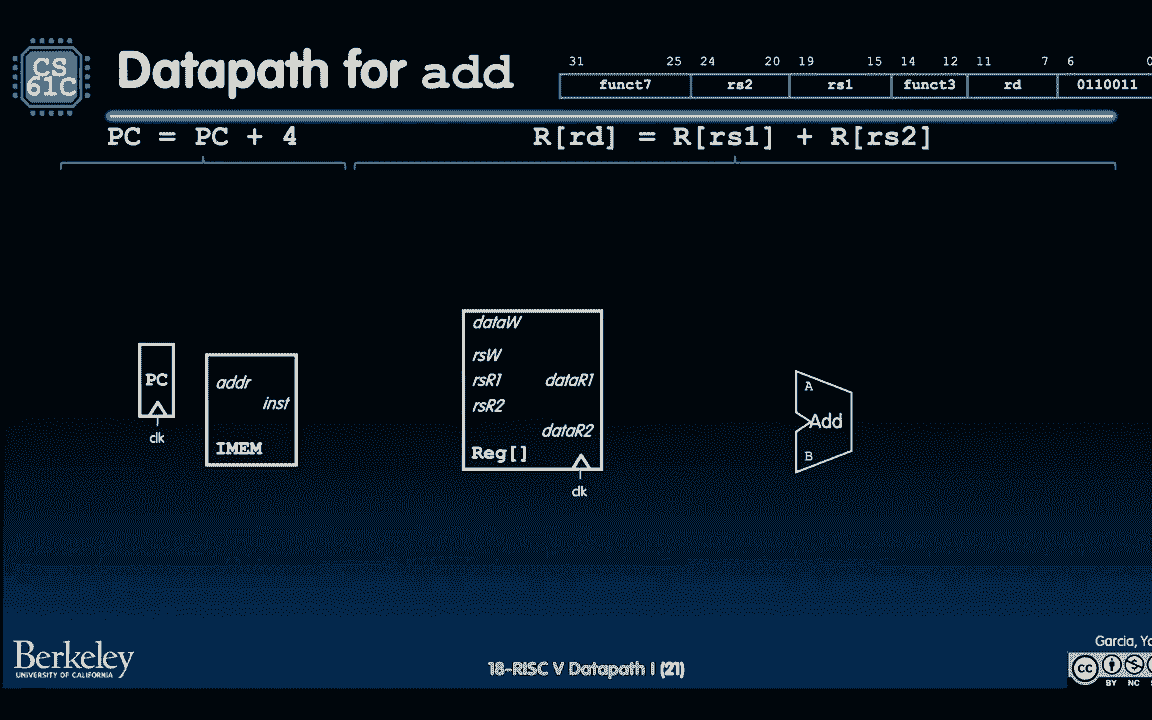 CS
61C
Datapath for add
31 25 24 20 19 15 14 12 11 7 6 0
funct7 rs2 rs1 funct3 rd 0110011
PC = PC + 4
R[rd] = R[rs1] + R[rs2]
PC
clk
addr
inst
IMEM
dataW
rsW
rsR1 dataR1
rsR2
dataR2
Reg[]
clk
A
Add
B
Berkeley
UNIVERSITY OF CALIFORNIA
18-RISC V Datapath I (21)
Garcia,
cc
BY NC